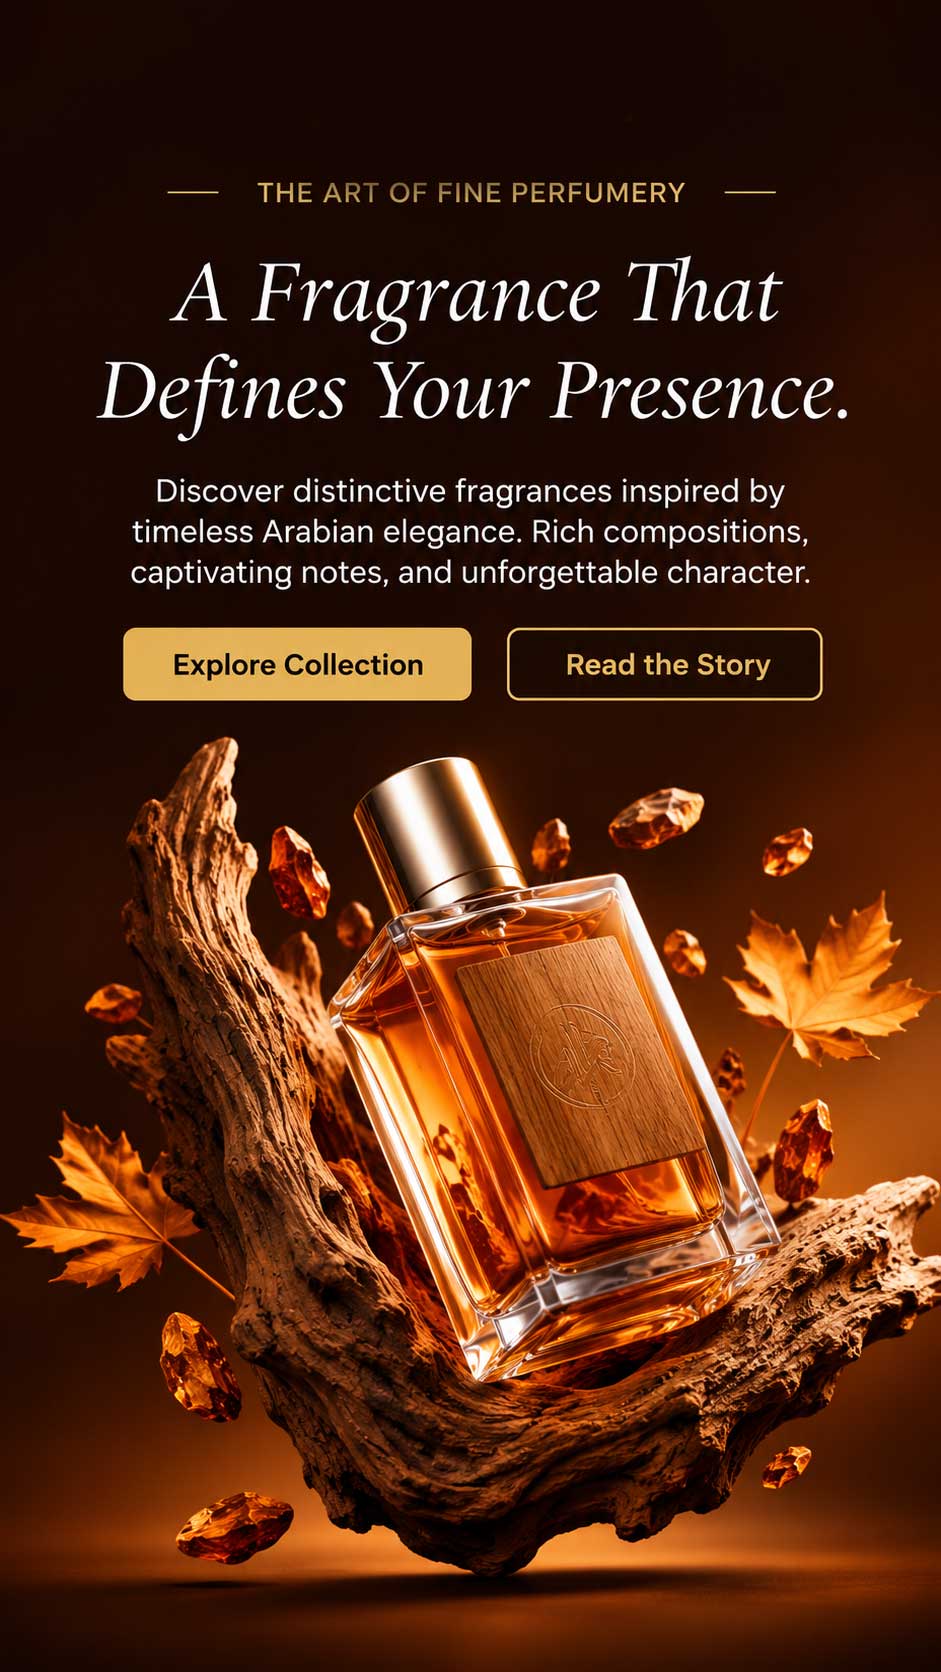 THE ART OF FINE PERFUMERY
A Fragrance That
Defines Your Presence.
Discover distinctive fragrances inspired by
timeless Arabian elegance. Rich compositions,
captivating notes, and unforgettable character.
Explore Collection
Read the Story